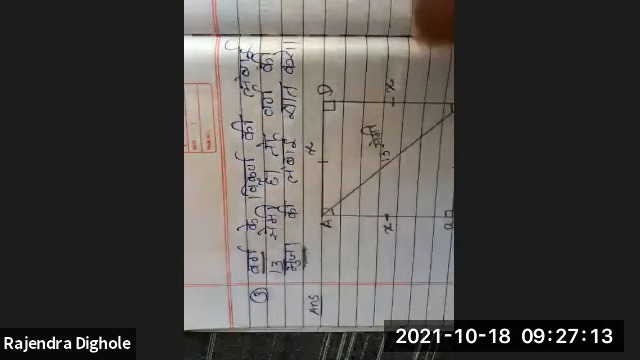 ③ वर्ग के विकर्ण की लंबाई
13 सेमी है। तो वर्ग की
भुजा की लंबाई ज्ञात करो।
Ans
A
D
x
x
x
13 सेमी
Rajendra Dighole
2021-10-18 09:27:13